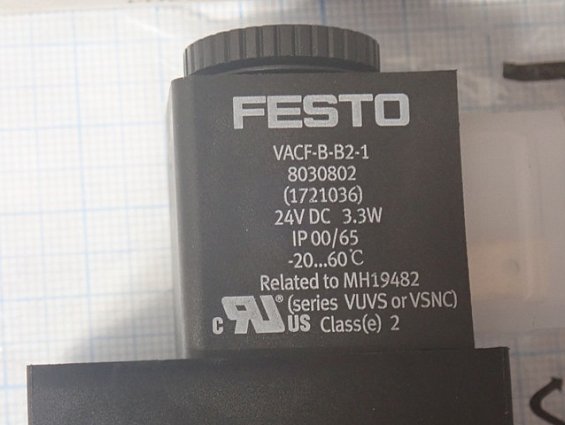 FESTO
VACF-B-B2-1
8030802
(1721036)
24V DC 3.3W
IP 00/65
-20...60°C
Related to MH19482
(series VUVS or VSNC)
c RU® US Class(e) 2